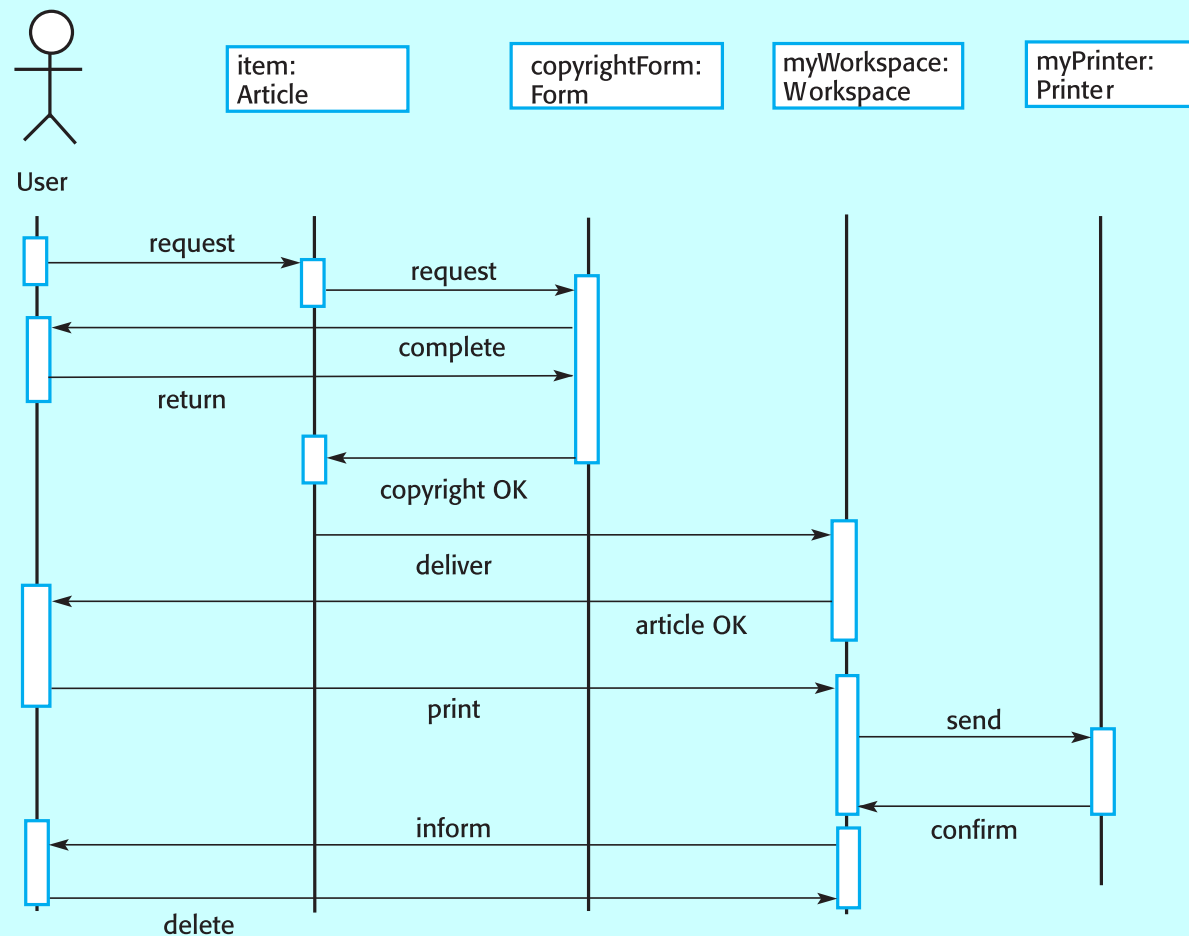 item:
Article
copyrightForm:
Form
myWorkspace:
Workspace
myPrinter:
Printer
User
request
request
complete
return
copyright OK
deliver
article OK
print
send
confirm
inform
delete